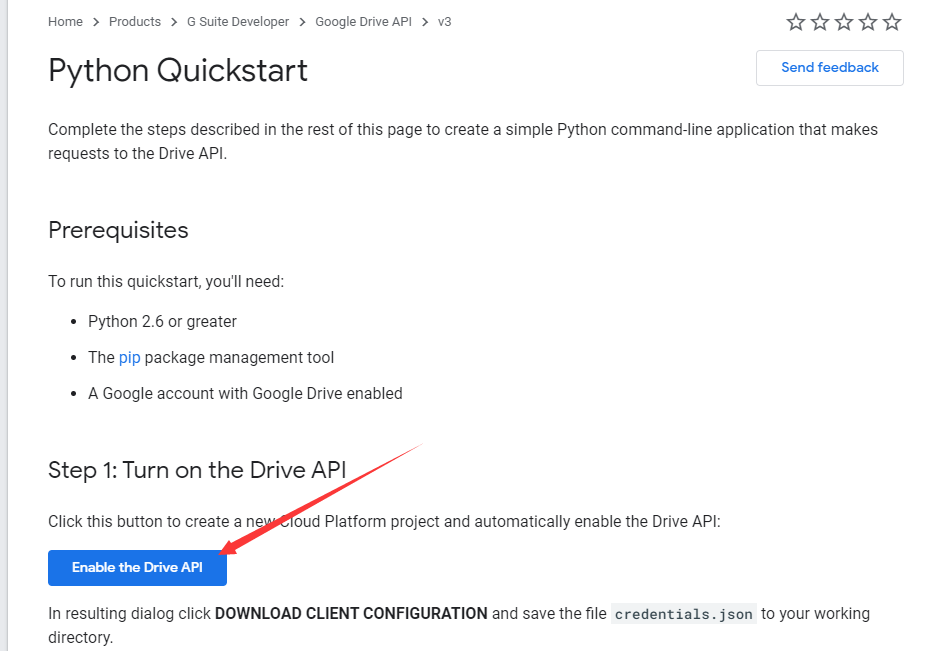 Home > Products > G Suite Developer > Google Drive API > v3
Python Quickstart
Send feedback
Complete the steps described in the rest of this page to create a simple Python command-line application that makes
requests to the Drive API.
Prerequisites
To run this quickstart, you'll need:
• Python 2.6 or greater
• The pip package management tool
• A Google account with Google Drive enabled
Step 1: Turn on the Drive API
Click this button to create a new Cloud Platform project and automatically enable the Drive API:
Enable the Drive API
In resulting dialog click DOWNLOAD CLIENT CONFIGURATION and save the file credentials.json to your working
directory.